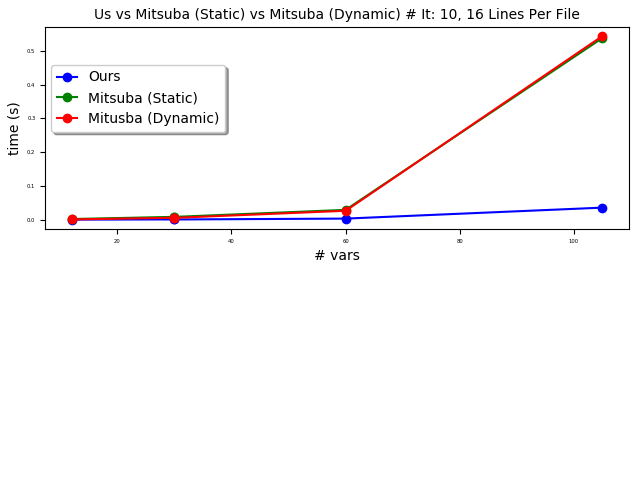 Us vs Mitsuba (Static) vs Mitsuba (Dynamic) # It: 10, 16 Lines Per File
Ours
Mitsuba (Static)
Mitusba (Dynamic)
time (s)
0.5
0.4
0.3
0.2
0.1
0.0
20 40 60 80 100
# vars